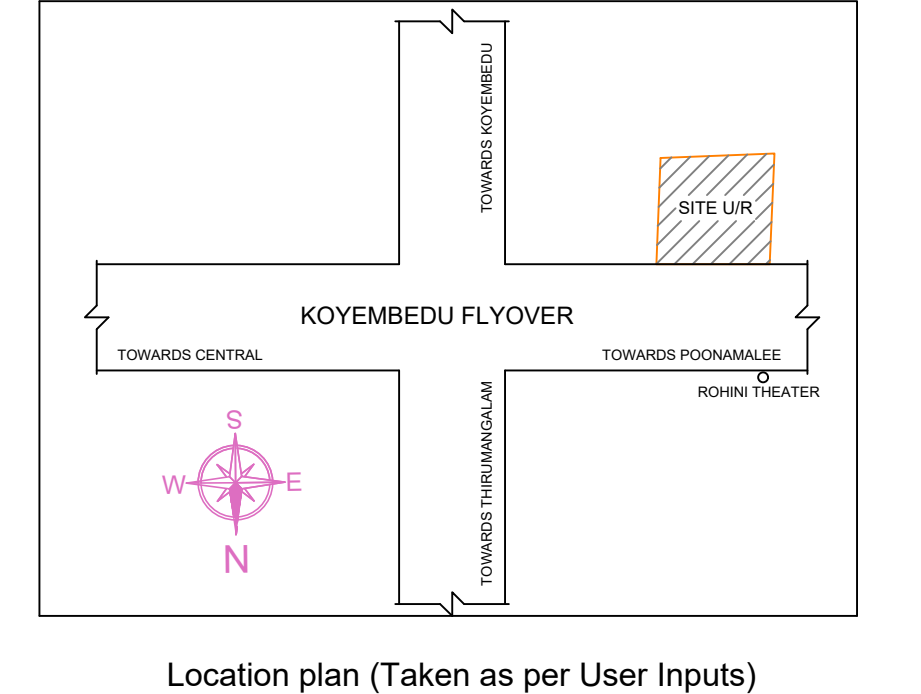 TOWARDS KOYEMBEDU
SITE U/R
KOYEMBEDU FLYOVER
TOWARDS CENTRAL
TOWARDS POONAMALEE
ROHINI THEATER
TOWARDS THIRUMANGALAM
S
W
E
N
Location plan (Taken as per User Inputs)